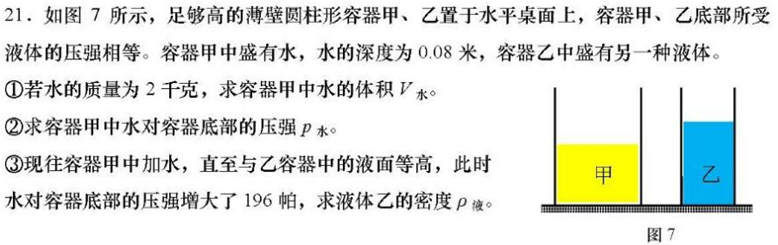 21．如图 7 所示，足够高的薄壁圆柱形容器甲、乙置于水平桌面上，容器甲、乙底部所受
液体的压强相等。容器甲中盛有水，水的深度为 0.08 米，容器乙中盛有另一种液体。
①若水的质量为 2 千克，求容器甲中水的体积 V水。
②求容器甲中水对容器底部的压强 p水。
③现往容器甲中加水，直至与乙容器中的液面等高，此时
水对容器底部的压强增大了 196 帕，求液体乙的密度 ρ液。
甲
乙
图 7